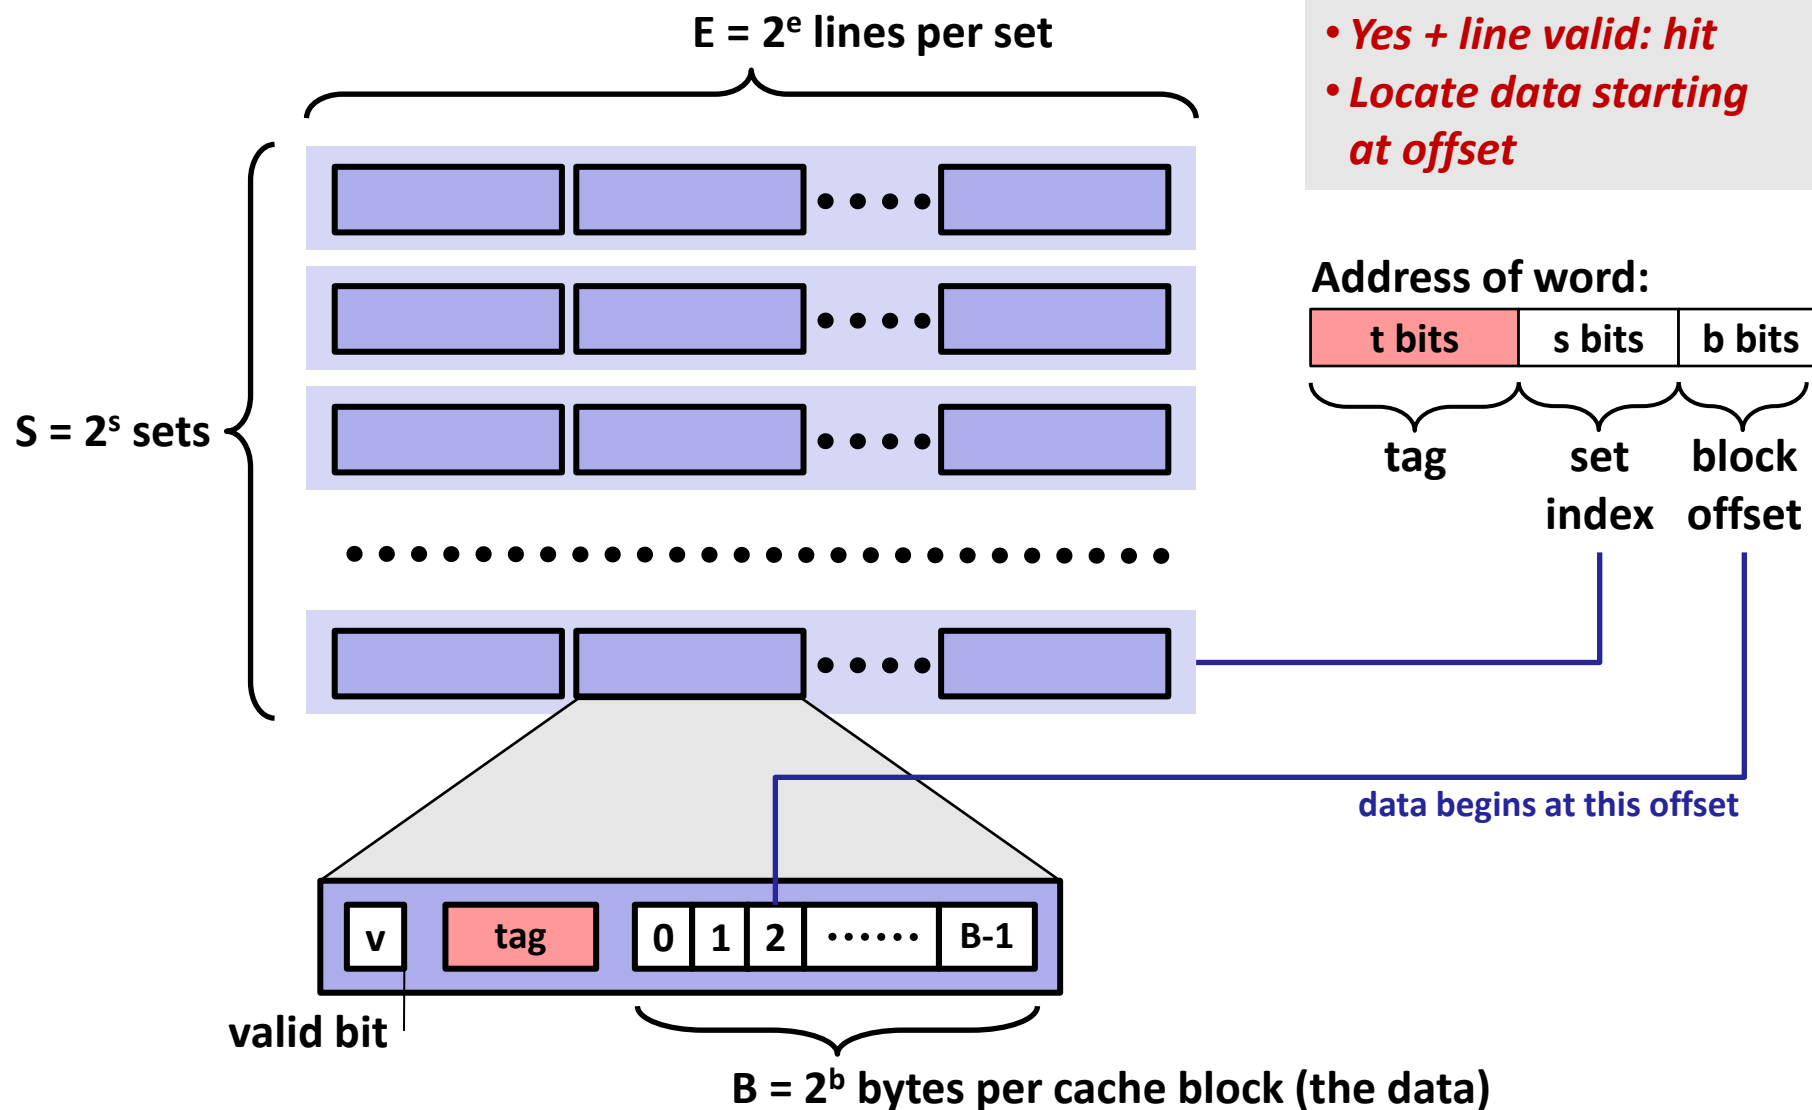 E = 2ᵉ lines per set
• Yes + line valid: hit
• Locate data starting
at offset
Address of word:
t bits s bits b bits
tag set block
index offset
S = 2ˢ sets
data begins at this offset
v tag 0 1 2 •••••• B-1
valid bit
B = 2ᵇ bytes per cache block (the data)